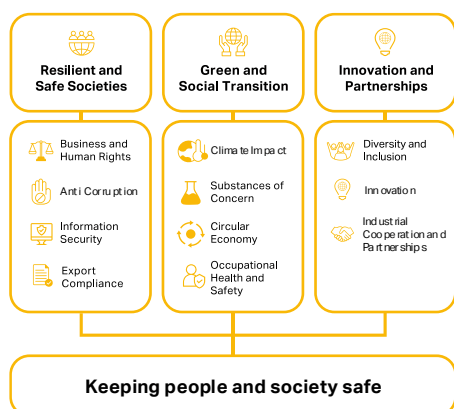 Resilient and
Safe Societies
Green and
Social Transition
Innovation and
Partnerships
Business and
Human Rights
Anti Corruption
Information
Security
Export
Compliance
Climate Impact
Substances of
Concern
Circular
Economy
Occupational
Health and
Safety
Diversity and
Inclusion
Innovation
Industrial
Cooperation and
Partnerships
Keeping people and society safe